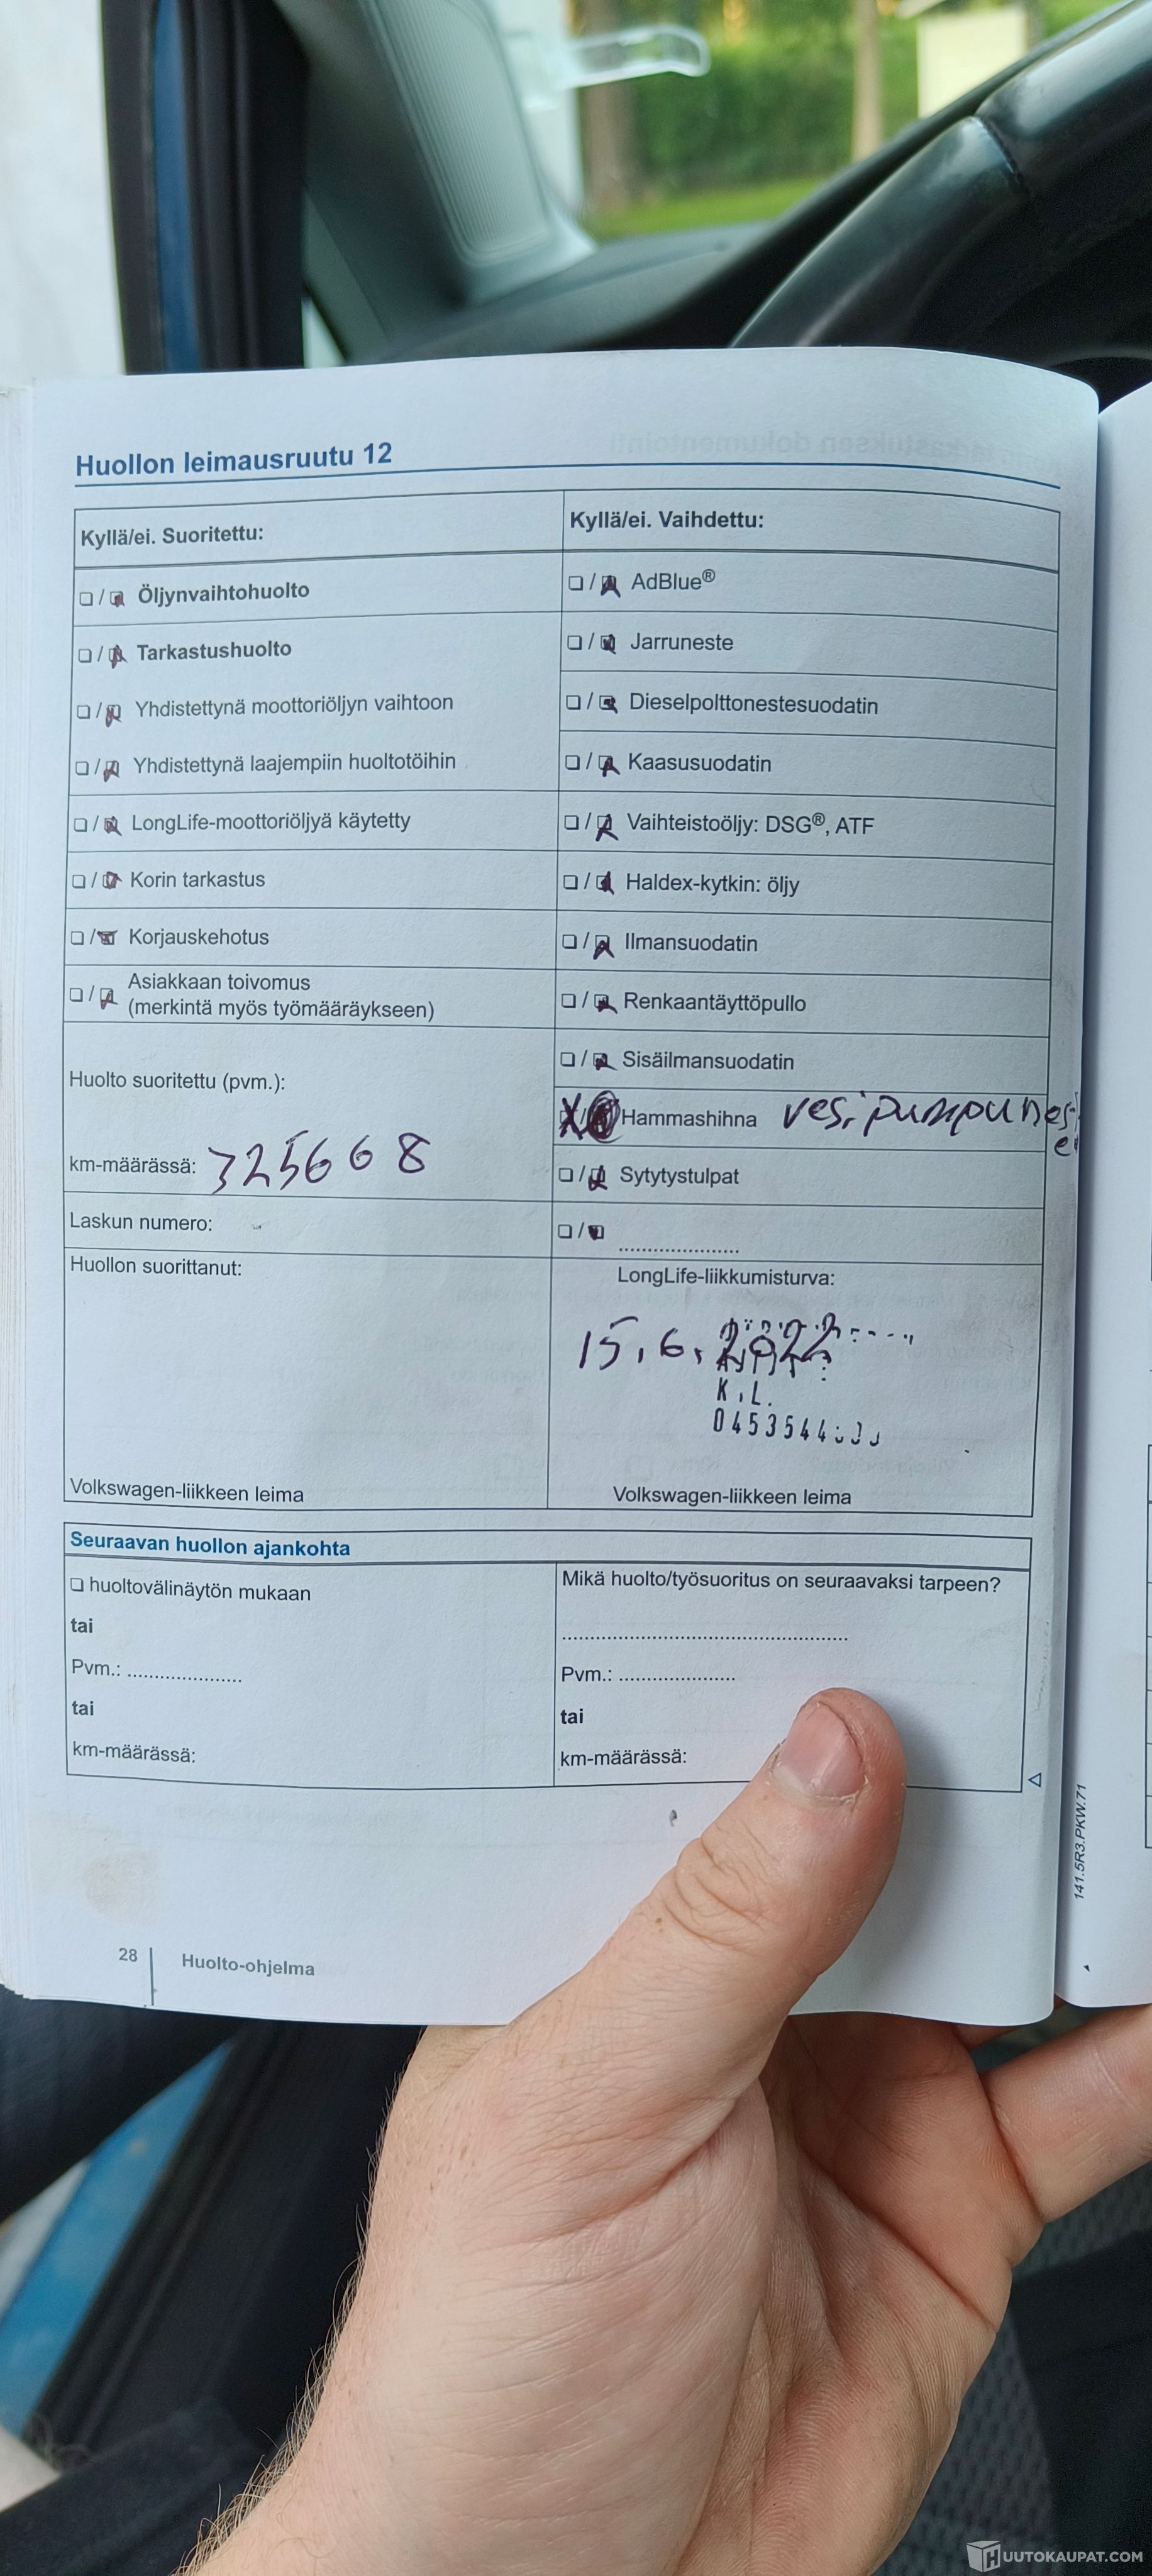 Huollon leimausruutu 12
Kyllä/ei. Suoritettu:
☐ / ☒ Öljynvaihtohuolto
☐ / ☒ Tarkastushuolto
☐ / ☒ Yhdistettynä moottoriöljyn vaihtoon
☐ / ☒ Yhdistettynä laajempiin huoltotöihin
☐ / ☒ LongLife-moottoriöljyä käytetty
☐ / ☒ Korin tarkastus
☐ / ☒ Korjauskehotus
☐ / ☒ Asiakkaan toivomus
(merkintä myös työmääräykseen)
Huolto suoritettu (pvm.):
km-määrässä: 325668
Laskun numero:
Huollon suorittanut:
Volkswagen-liikkeen leima
Kyllä/ei. Vaihdettu:
☐ / ☒ AdBlue®
☐ / ☒ Jarruneste
☐ / ☒ Dieselpolttonestesuodatin
☐ / ☒ Kaasusuodatin
☐ / ☒ Vaihteistoöljy: DSG®, ATF
☐ / ☒ Haldex-kytkin: öljy
☐ / ☒ Ilmansuodatin
☐ / ☒ Renkaantäyttöpullo
☐ / ☒ Sisäilmansuodatin
Hammashihna vesipumpu
☐ / ☒ Sytytystulpat
☐ / ☒ .....................
LongLife-liikkumisturva:
15.6.2022
K.L.
0453544
Volkswagen-liikkeen leima
Seuraavan huollon ajankohta
☐ huoltovälinäytön mukaan
tai
Pvm.: ....................
tai
km-määrässä:
Mikä huolto/työsuoritus on seuraavaksi tarpeen?
..................................................
Pvm.: ....................
tai
km-määrässä:
141.5R3.PKW.71
28 Huolto-ohjelma
HUUTOKAUPAT.COM